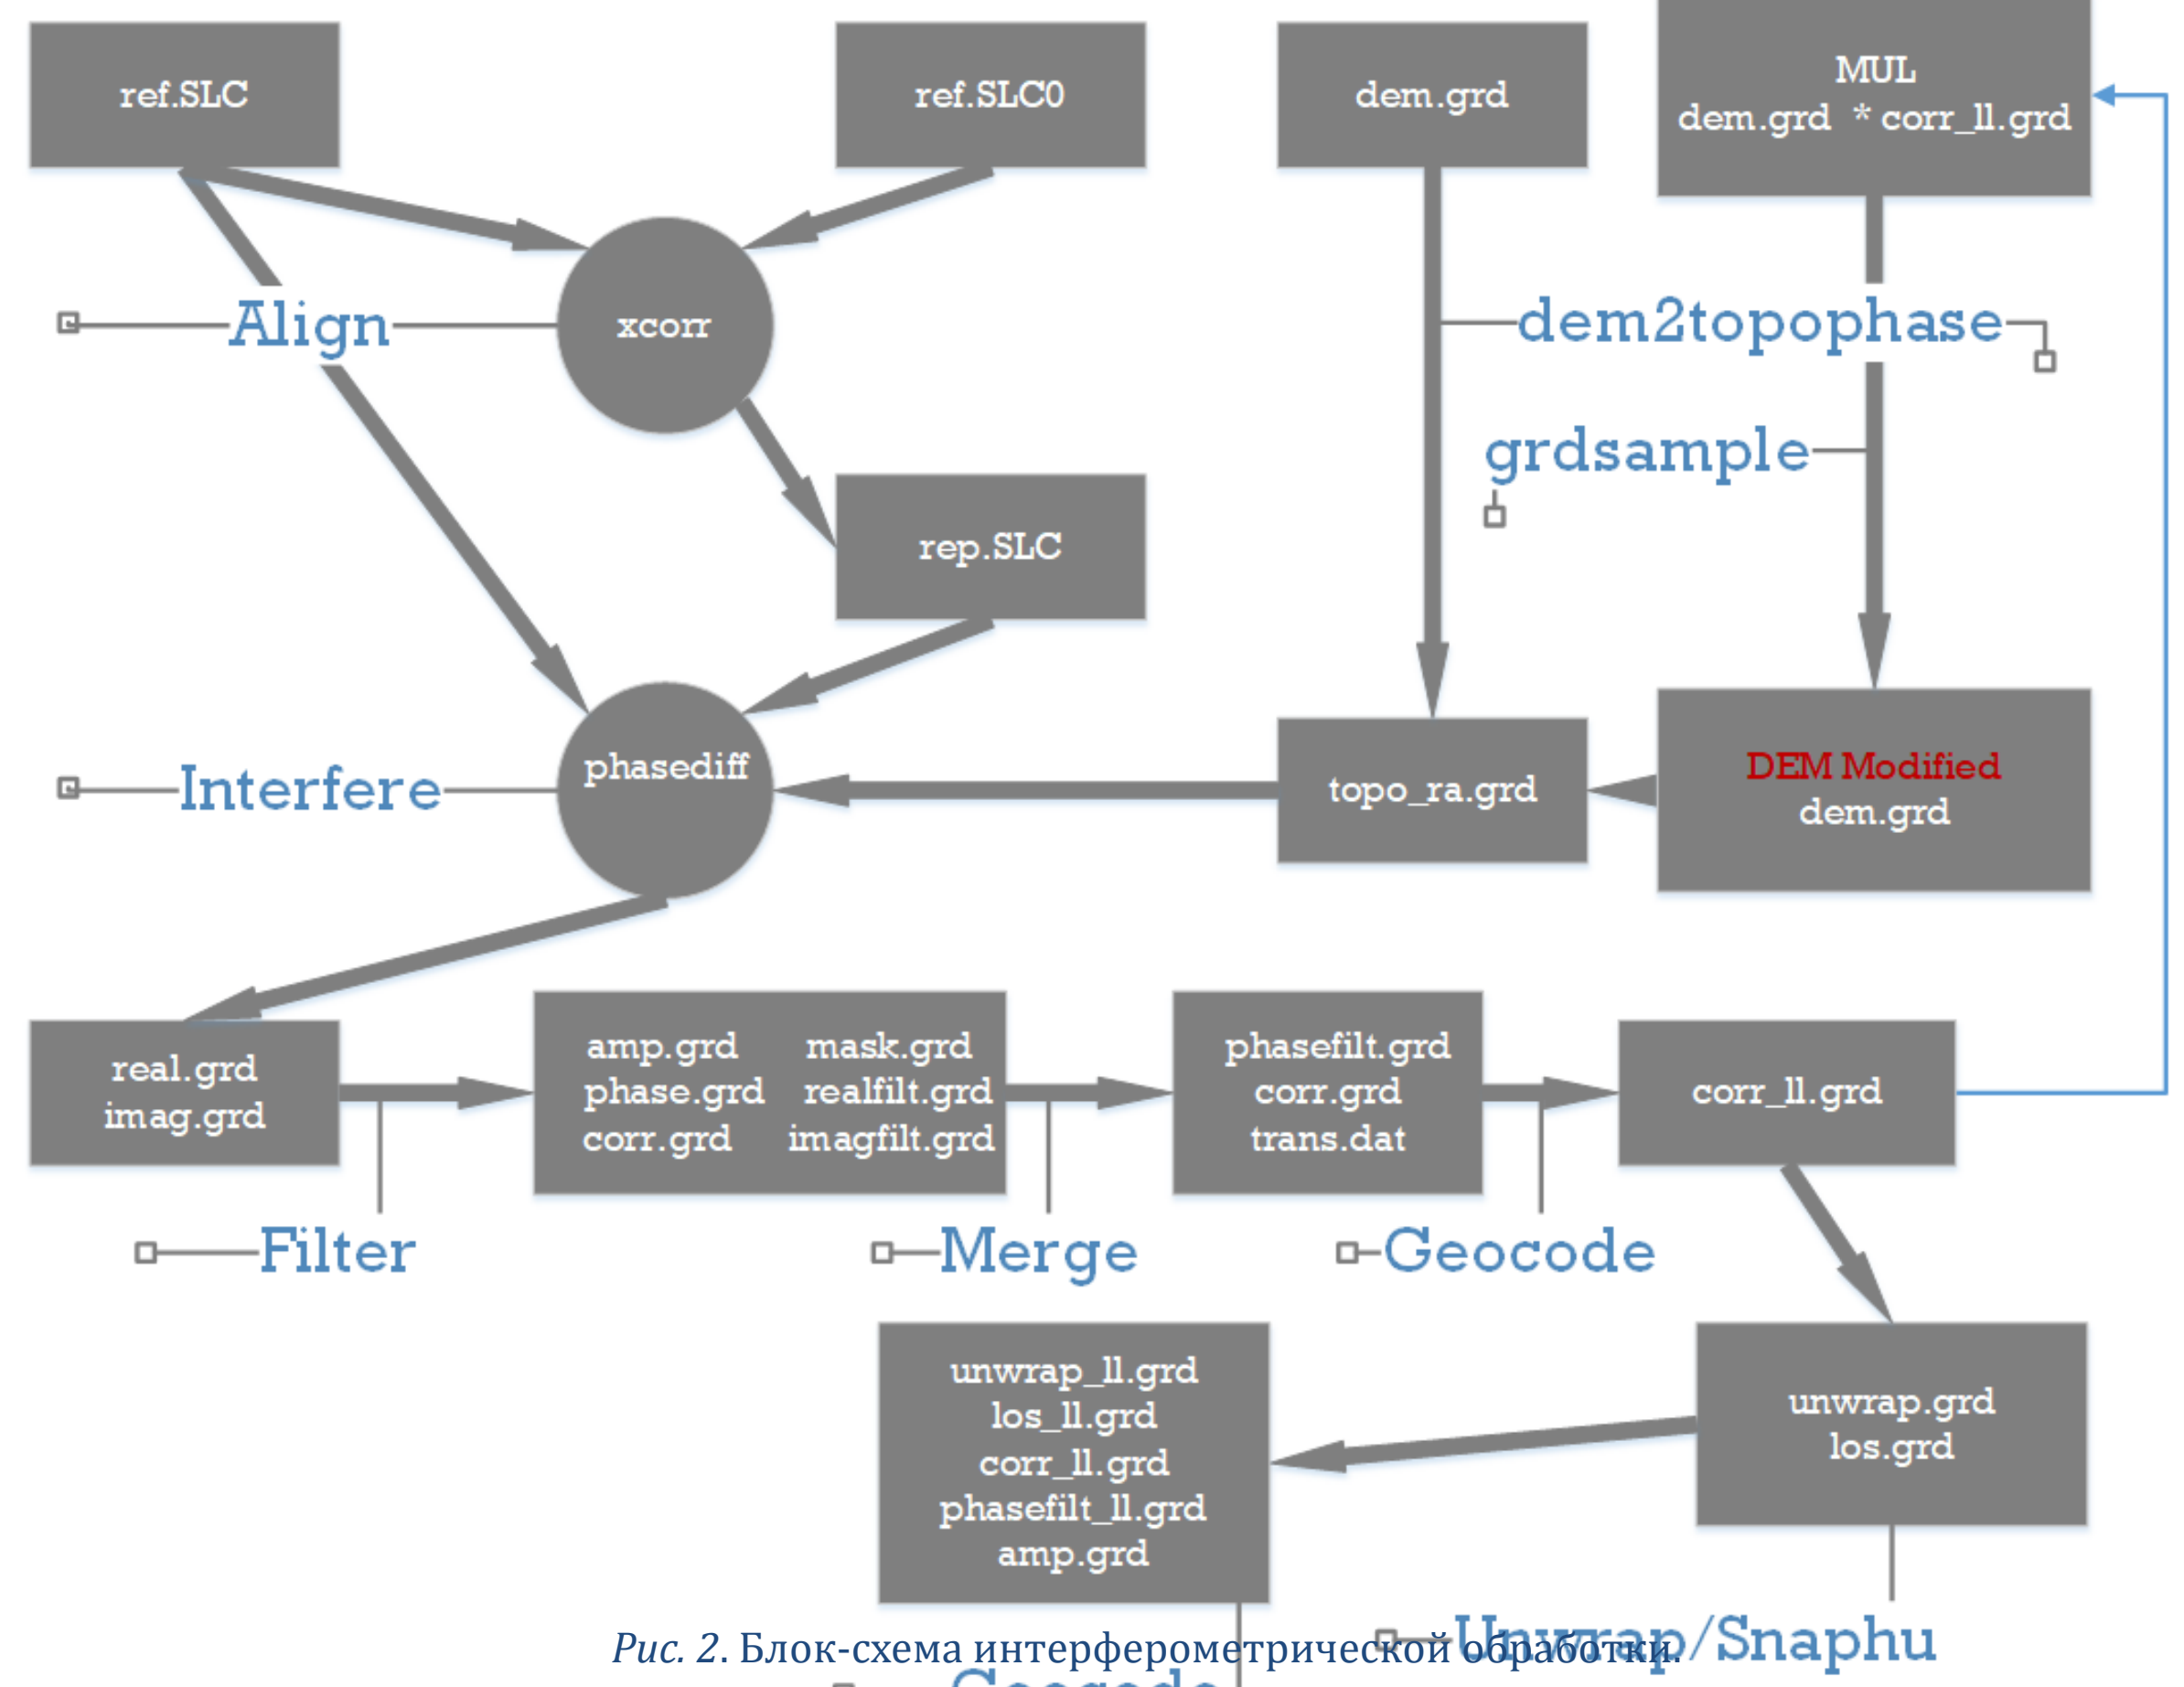 ref.SLC
ref.SLC0
dem.grd
MUL
dem.grd * corr_ll.grd
Align
xcorr
dem2topophase
grdsample
rep.SLC
Interfere
phasediff
topo_ra.grd
DEM Modified
dem.grd
real.grd
imag.grd
amp.grd mask.grd
phase.grd realfilt.grd
corr.grd imagfilt.grd
phasefilt.grd
corr.grd
trans.dat
corr_ll.grd
Filter
Merge
Geocode
unwrap_ll.grd
los_ll.grd
corr_ll.grd
phasefilt_ll.grd
amp.grd
unwrap.grd
los.grd
Unwrap/Snaphu
Рис. 2. Блок-схема интерферометрической обработки.
Geocode